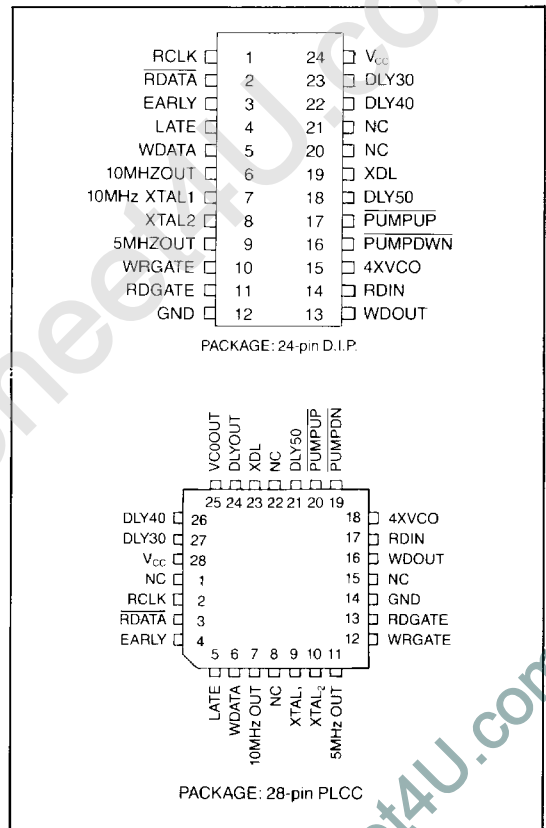 RCLK 1 24 VCC
RDATA 2 23 DLY30
EARLY 3 22 DLY40
LATE 4 21 NC
WDATA 5 20 NC
10MHZOUT 6 19 XDL
10MHz XTAL1 7 18 DLY50
XTAL2 8 17 PUMPUP
5MHZOUT 9 16 PUMPDWN
WRGATE 10 15 4XVCO
RDGATE 11 14 RDIN
GND 12 13 WDOUT
PACKAGE: 24-pin D.I.P.
VC0OUT DLYOUT XDL NC DLY50 PUMPUP PUMPDN
25 24 23 22 21 20 19
DLY40 26 18 4XVCO
DLY30 27 17 RDIN
VCC 28 16 WDOUT
NC 1 15 NC
RCLK 2 14 GND
RDATA 3 13 RDGATE
EARLY 4 12 WRGATE
5 6 7 8 9 10 11
LATE WDATA 10MHz OUT NC XTAL1 XTAL2 5MHz OUT
PACKAGE: 28-pin PLCC